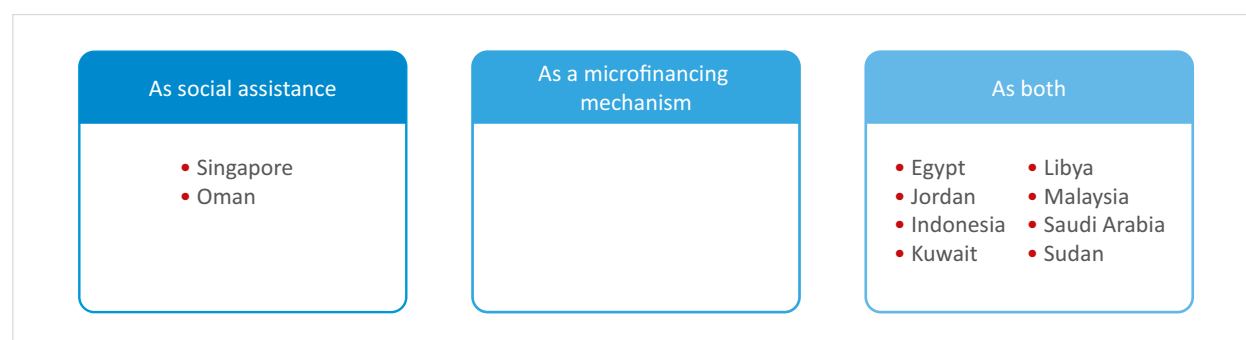 As social assistance
• Singapore
• Oman
As a microfinancing
mechanism
As both
• Egypt
• Jordan
• Indonesia
• Kuwait
• Libya
• Malaysia
• Saudi Arabia
• Sudan